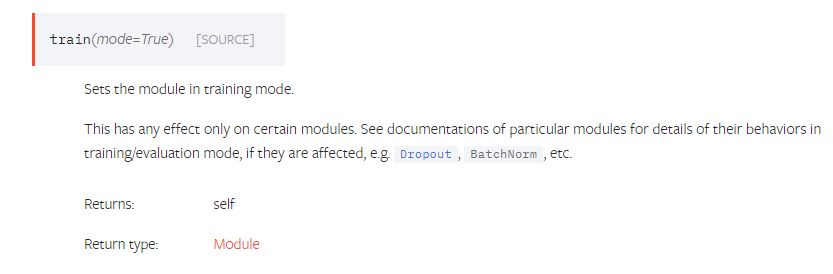 train(mode=True) [SOURCE]
Sets the module in training mode.
This has any effect only on certain modules. See documentations of particular modules for details of their behaviors in
training/evaluation mode, if they are affected, e.g. Dropout , BatchNorm , etc.
Returns: self
Return type: Module